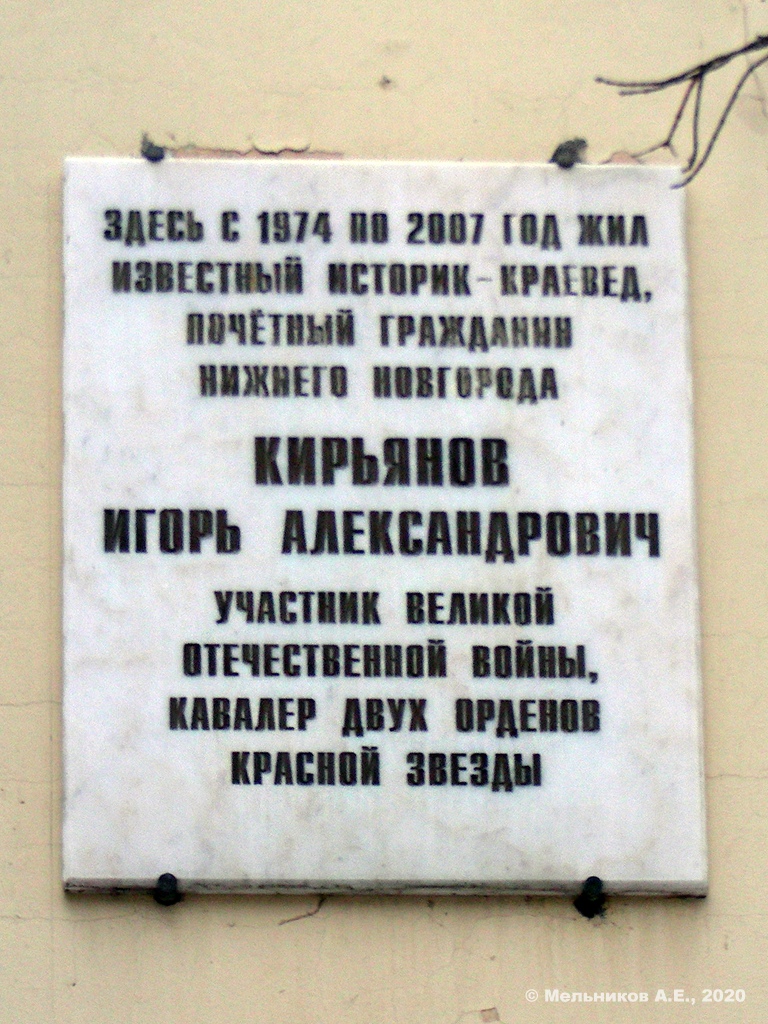 ЗДЕСЬ С 1974 ПО 2007 ГОД ЖИЛ
ИЗВЕСТНЫЙ ИСТОРИК-КРАЕВЕД,
ПОЧЁТНЫЙ ГРАЖДАНИН
НИЖНЕГО НОВГОРОДА
КИРЬЯНОВ
ИГОРЬ АЛЕКСАНДРОВИЧ
УЧАСТНИК ВЕЛИКОЙ
ОТЕЧЕСТВЕННОЙ ВОЙНЫ,
КАВАЛЕР ДВУХ ОРДЕНОВ
КРАСНОЙ ЗВЕЗДЫ
© Мельников А.Е., 2020